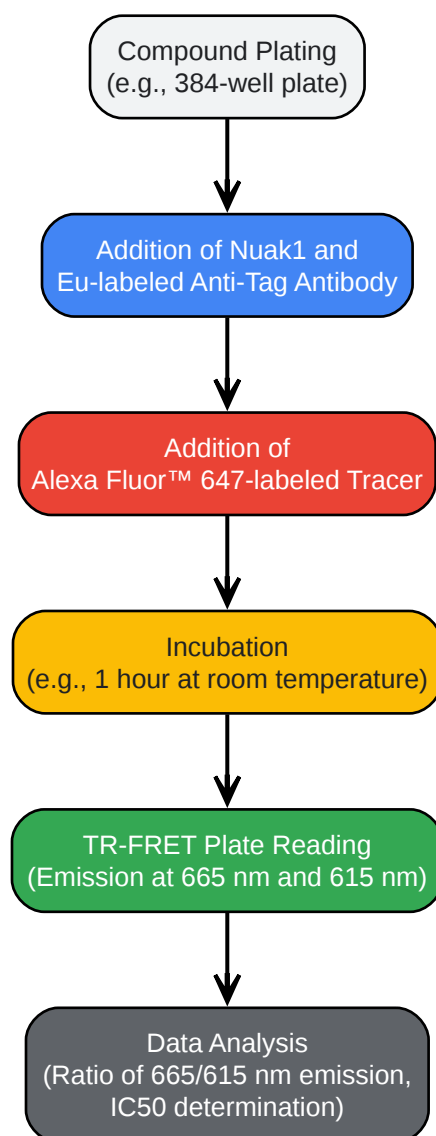 Compound Plating
(e.g., 384-well plate)
Addition of Nuak1 and
Eu-labeled Anti-Tag Antibody
Addition of
Alexa Fluor™ 647-labeled Tracer
Incubation
(e.g., 1 hour at room temperature)
TR-FRET Plate Reading
(Emission at 665 nm and 615 nm)
Data Analysis
(Ratio of 665/615 nm emission,
IC50 determination)